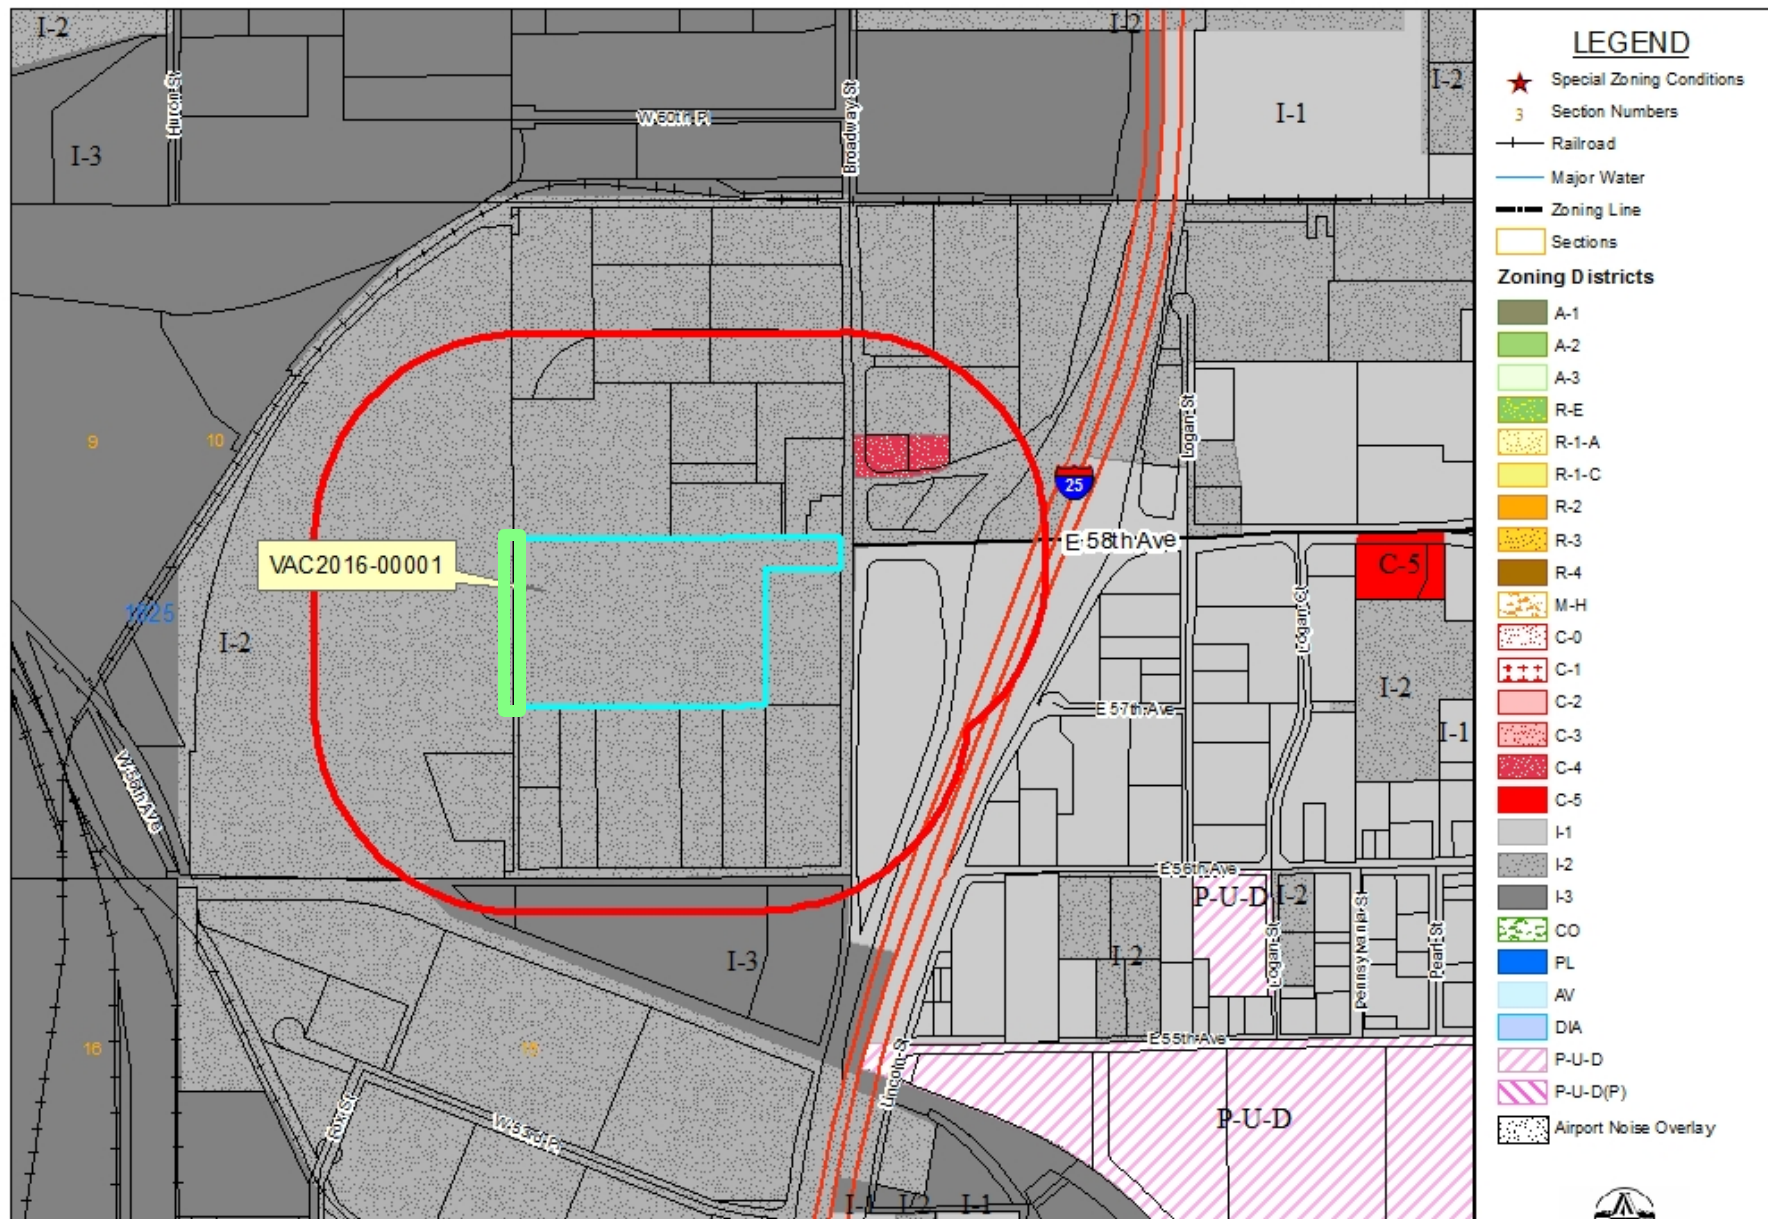 I-2
I-2
I-2
I-1
I-3
Huron St
W 60th Pl
Broadway St
Logan St
9
10
25
E 58th Ave
VAC2016-00001
1525
I-2
C-5
Logan Ct
I-2
E 57th Ave
I-1
W 56th Ave
E 56th Ave
P-U-D
I-2
I-2
Logan St
Pennsylvania St
Pearl St
I-3
16
15
E 55th Ave
Lincoln St
Fox St
W 53rd Pl
P-U-D
I-2
I-1
LEGEND
Special Zoning Conditions
3 Section Numbers
Railroad
Major Water
Zoning Line
Sections
Zoning Districts
A-1
A-2
A-3
R-E
R-1-A
R-1-C
R-2
R-3
R-4
M-H
C-0
C-1
C-2
C-3
C-4
C-5
I-1
I-2
I-3
CO
PL
AV
DIA
P-U-D
P-U-D(P)
Airport Noise Overlay